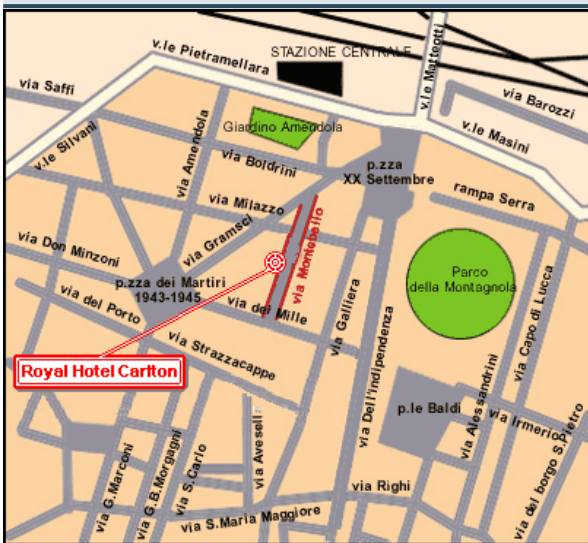 v.le Pietramellara
STAZIONE CENTRALE
v.le Matteotti
via Saffi
via Barozzi
v.le Masini
v.le Silvani
via Amendola
Giardino Amendola
via Boldrini
p.zza
XX Settembre
rampa Serra
via Milazzo
via Gramsci
via Montebello
via Don Minzoni
p.zza dei Martiri
1943-1945
Parco
della Montagnola
via Capo di Lucca
via del Porto
via dei Mille
via Galliera
via Dell'Indipendenza
via Strazzacappe
Royal Hotel Carlton
p.le Baldi
via Alessandrini
via Irmerio
via del borgo S.Pietro
via G.Marconi
via G.B.Morgagni
via S.Carlo
via Avesell
via Righi
via S.Maria Maggiore